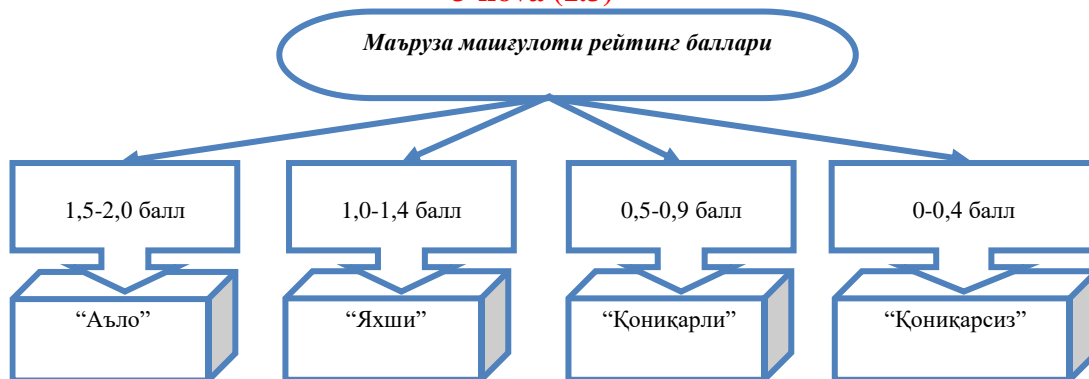 Маъруза машғулоти рейтинг баллари
1,5-2,0 балл
1,0-1,4 балл
0,5-0,9 балл
0-0,4 балл
“Аъло”
“Яхши”
“Қониқарли”
“Қониқарсиз”